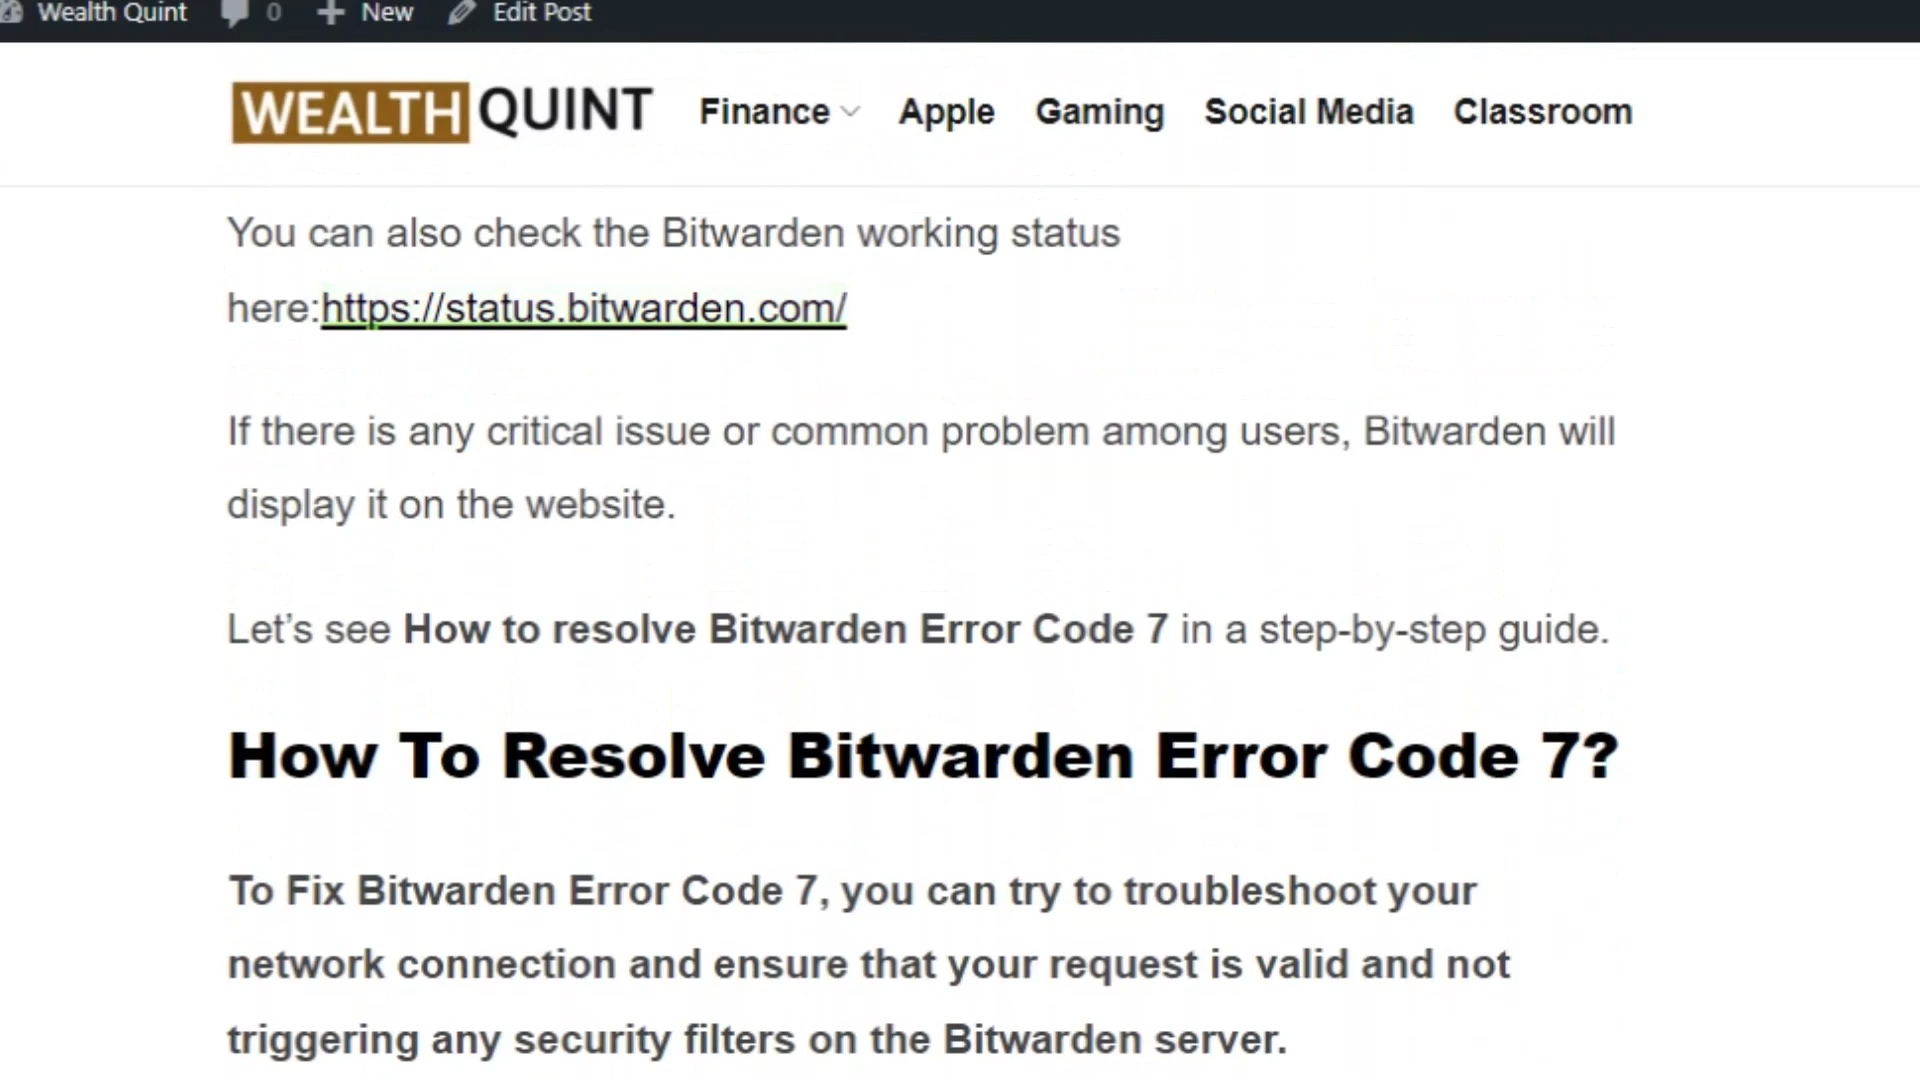 Wealth Quint 0 New Edit Post
WEALTH QUINT Finance Apple Gaming Social Media Classroom
You can also check the Bitwarden working status
here:https://status.bitwarden.com/
If there is any critical issue or common problem among users, Bitwarden will
display it on the website.
Let’s see How to resolve Bitwarden Error Code 7 in a step-by-step guide.
How To Resolve Bitwarden Error Code 7?
To Fix Bitwarden Error Code 7, you can try to troubleshoot your
network connection and ensure that your request is valid and not
triggering any security filters on the Bitwarden server.